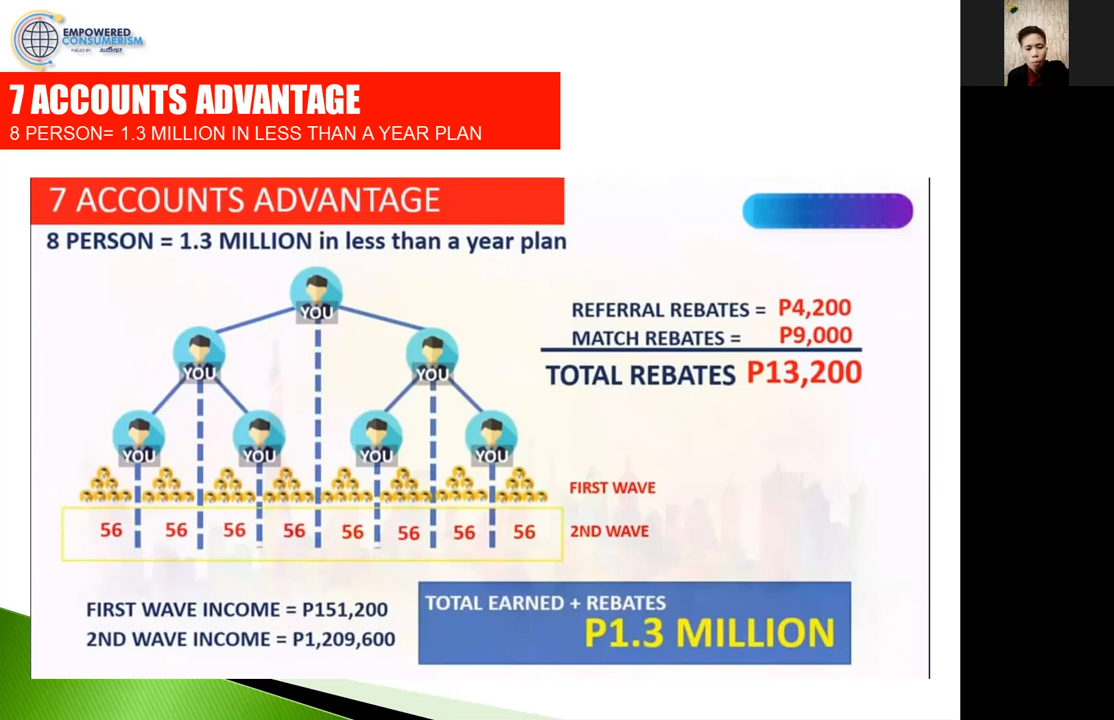 EMPOWERED
CONSUMERISM
FUELED BY:
7 ACCOUNTS ADVANTAGE
8 PERSON= 1.3 MILLION IN LESS THAN A YEAR PLAN
7 ACCOUNTS ADVANTAGE
8 PERSON = 1.3 MILLION in less than a year plan
YOU
YOU YOU
YOU YOU YOU YOU
REFERRAL REBATES = P4,200
MATCH REBATES = P9,000
TOTAL REBATES P13,200
FIRST WAVE
56 56 56 56 56 56 56 56 2ND WAVE
FIRST WAVE INCOME = P151,200
2ND WAVE INCOME = P1,209,600
TOTAL EARNED + REBATES
P1.3 MILLION